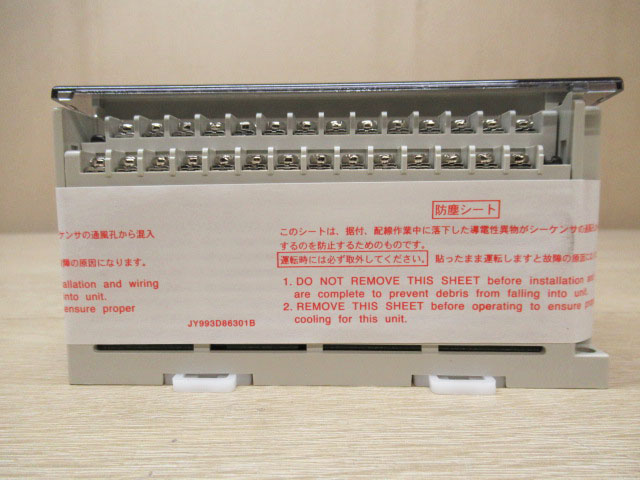 防塵シート
ケンサの通風孔から混入
このシートは、据付、配線作業中に落下した導電性異物がシーケンサの通風
するのを防止するためのものです。
障の原因になります。
運転時には必ず取外してください。 貼ったまま運転しますと故障の原因にな
allation and wiring
into unit.
ensure proper
1. DO NOT REMOVE THIS SHEET before installation and
are complete to prevent debris from falling into unit.
2. REMOVE THIS SHEET before operating to ensure prope
cooling for this unit.
JY993D86301B